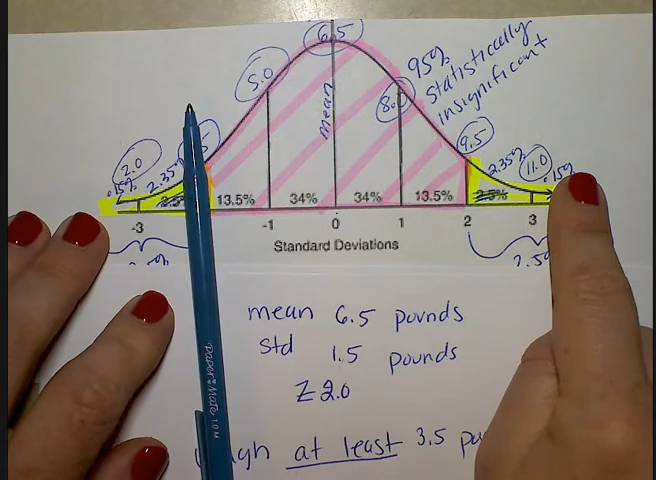 6.5
5.0
mean
8.0
95%
Statistically
insignificant
9.5
2.0
.15%
2.35%
2.35%
11.0
.15%
2.5%
13.5% 34% 34% 13.5%
-3 -1 0 1 2 3
Standard Deviations
mean 6.5 pounds
std 1.5 pounds
Z 2.0
at least 3.5